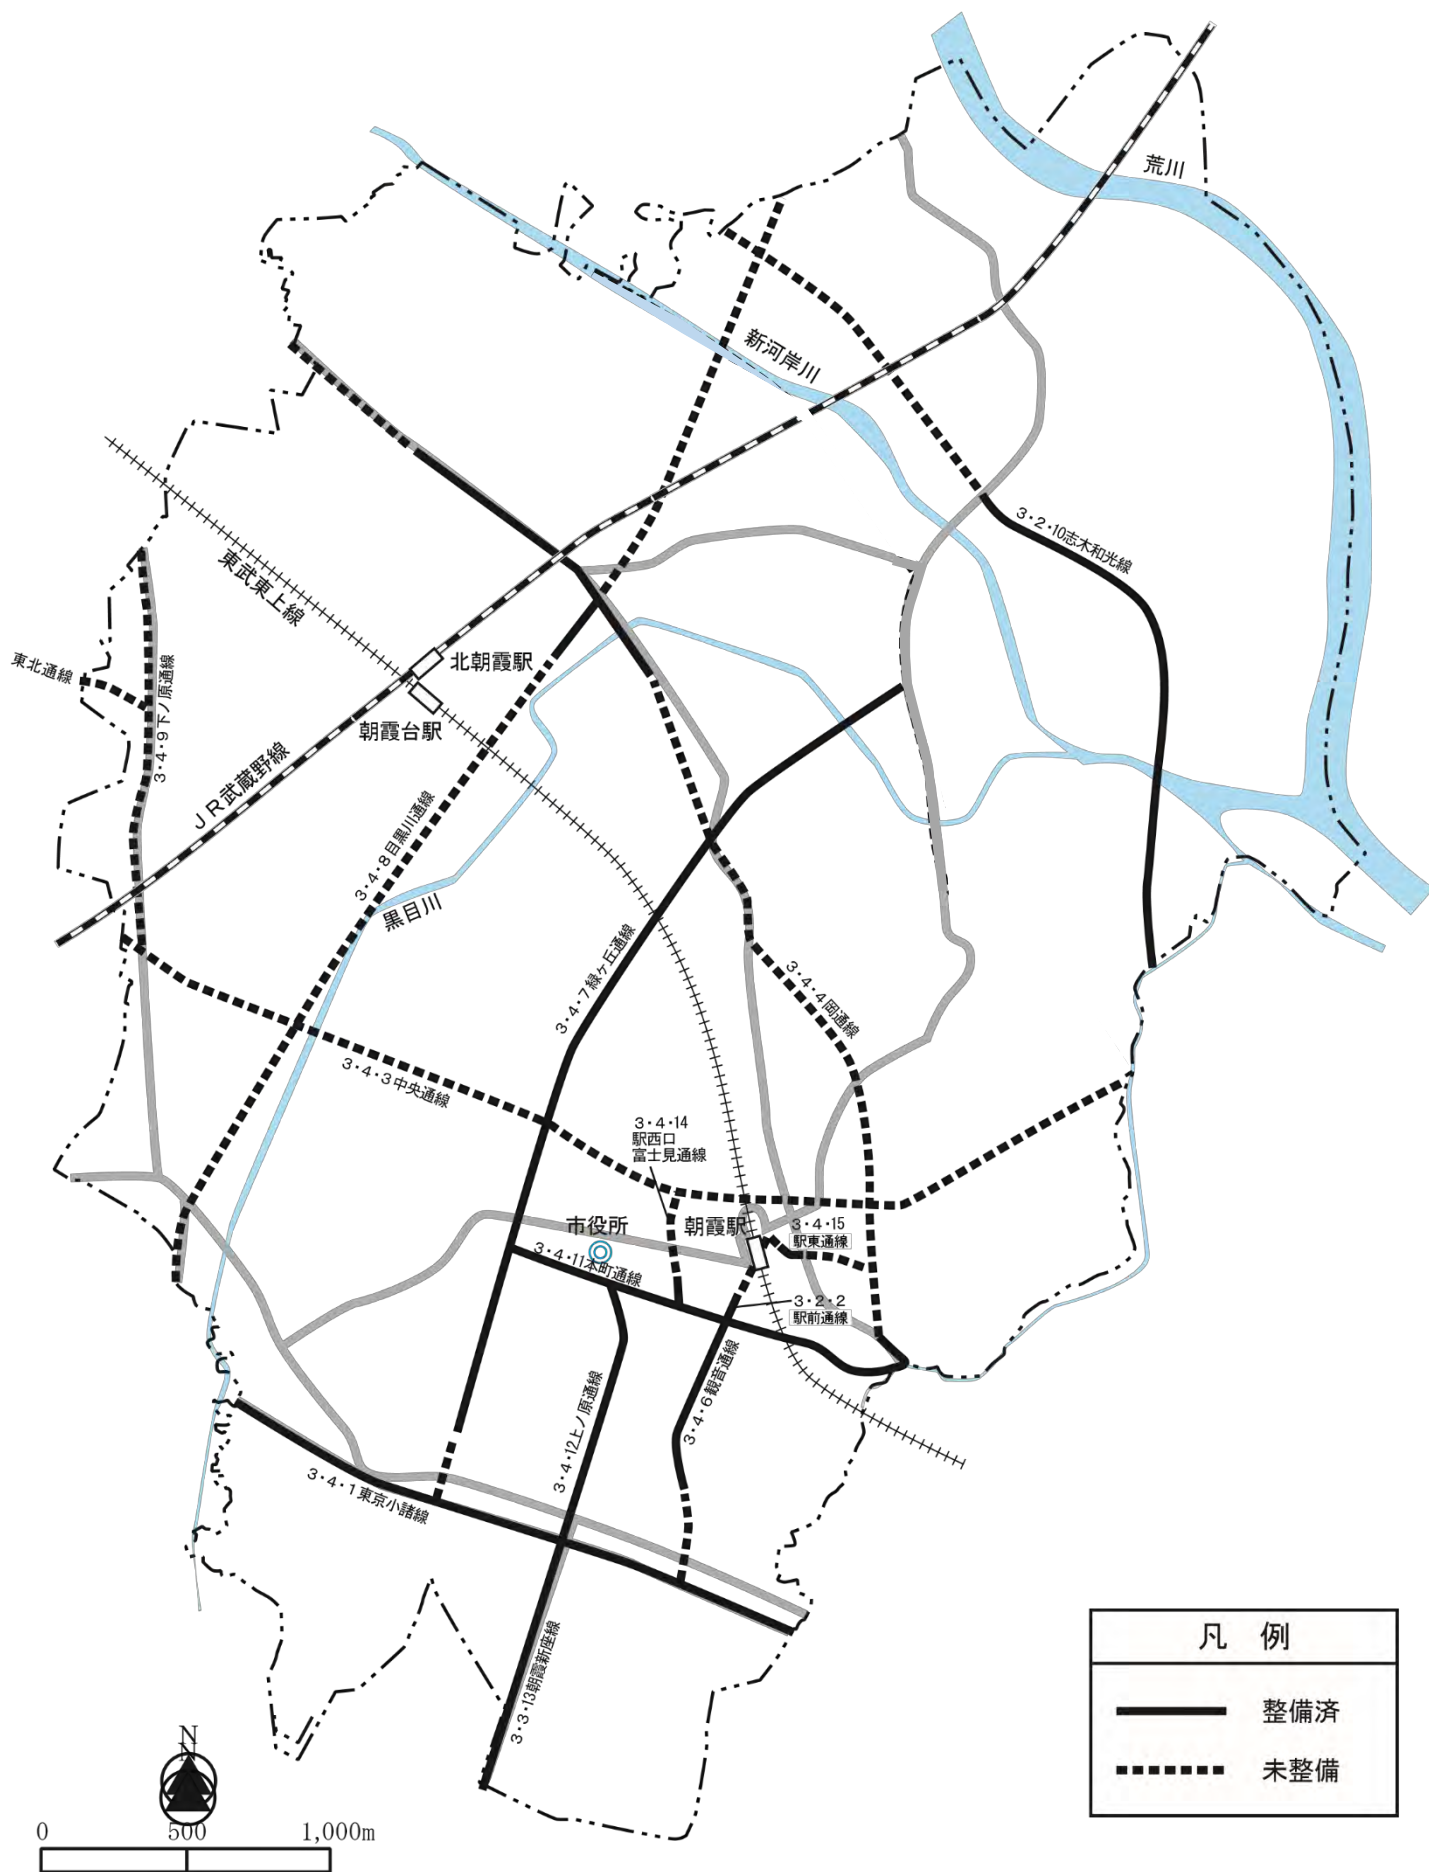 荒川
新河岸川
3・2・10志木和光線
東武東上線
北朝霞駅
東北通線
3・4・9下ノ原通線
朝霞台駅
JR武蔵野線
3・4・8目黒川通線
黒目川
3・4・7緑ヶ丘通線
3・4・4岡通線
3・4・3中央通線
3・4・14
駅西口
富士見通線
市役所
朝霞駅
3・4・15
駅東通線
3・4・11本町通線
3・2・2
駅前通線
3・4・6観音通線
3・4・12上ノ原通線
3・4・1東京小諸線
3・3・13朝霞新座線
凡 例
整備済
未整備
N
N
0 500 1,000m